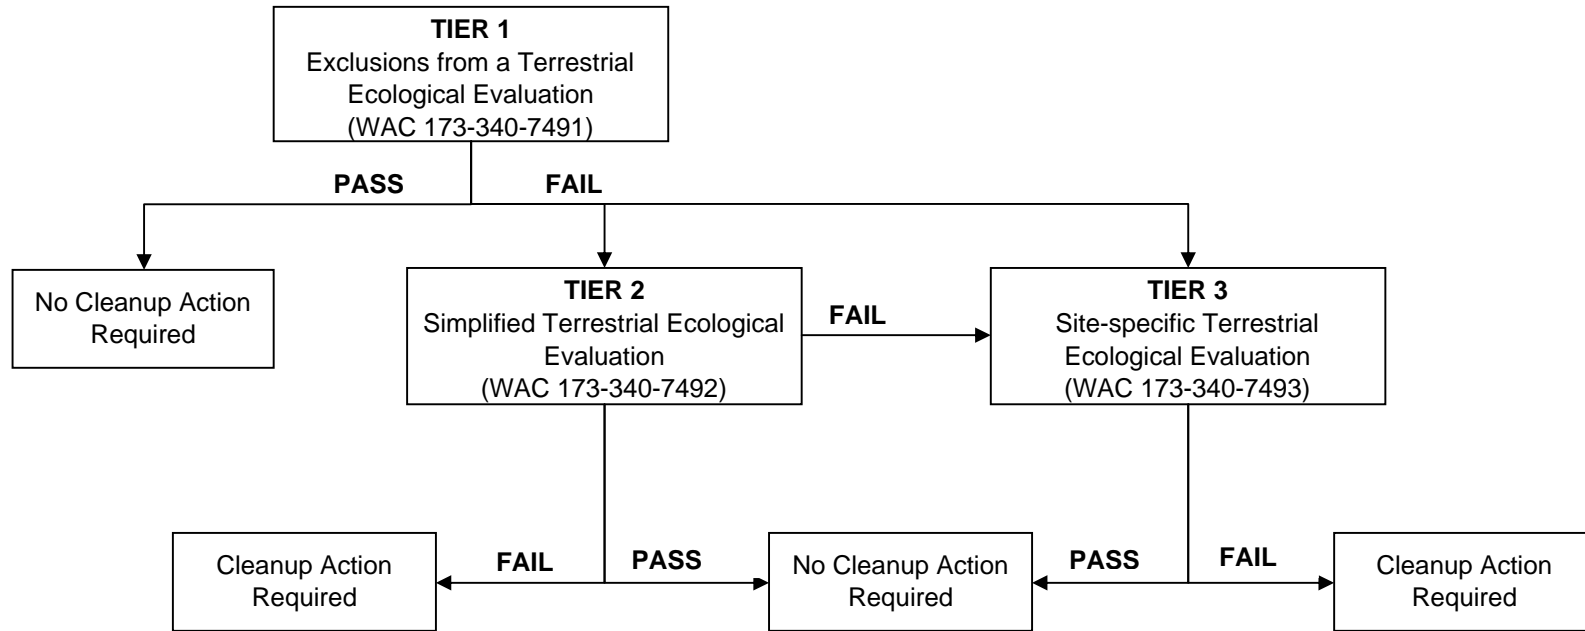 TIER 1
Exclusions from a Terrestrial
Ecological Evaluation
(WAC 173-340-7491)
PASS
FAIL
No Cleanup Action
Required
TIER 2
Simplified Terrestrial Ecological
Evaluation
(WAC 173-340-7492)
FAIL
TIER 3
Site-specific Terrestrial
Ecological Evaluation
(WAC 173-340-7493)
Cleanup Action
Required
FAIL
PASS
No Cleanup Action
Required
PASS
FAIL
Cleanup Action
Required